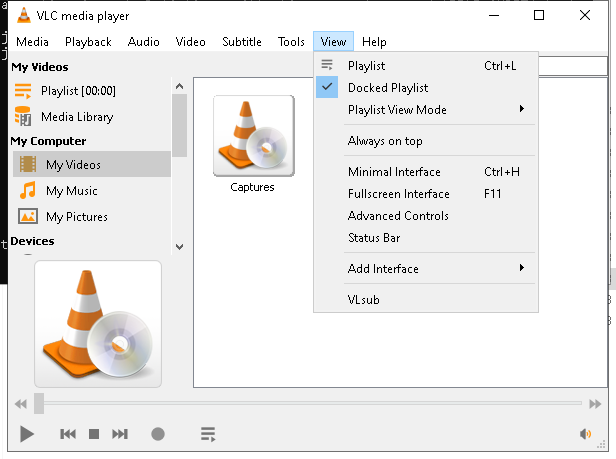 VLC media player
Media Playback Audio Video Subtitle Tools View Help
My Videos
Playlist [00:00]
Media Library
My Computer
My Videos
My Music
My Pictures
Devices
Captures
Playlist Ctrl+L
Docked Playlist
Playlist View Mode
Always on top
Minimal Interface Ctrl+H
Fullscreen Interface F11
Advanced Controls
Status Bar
Add Interface
VLsub